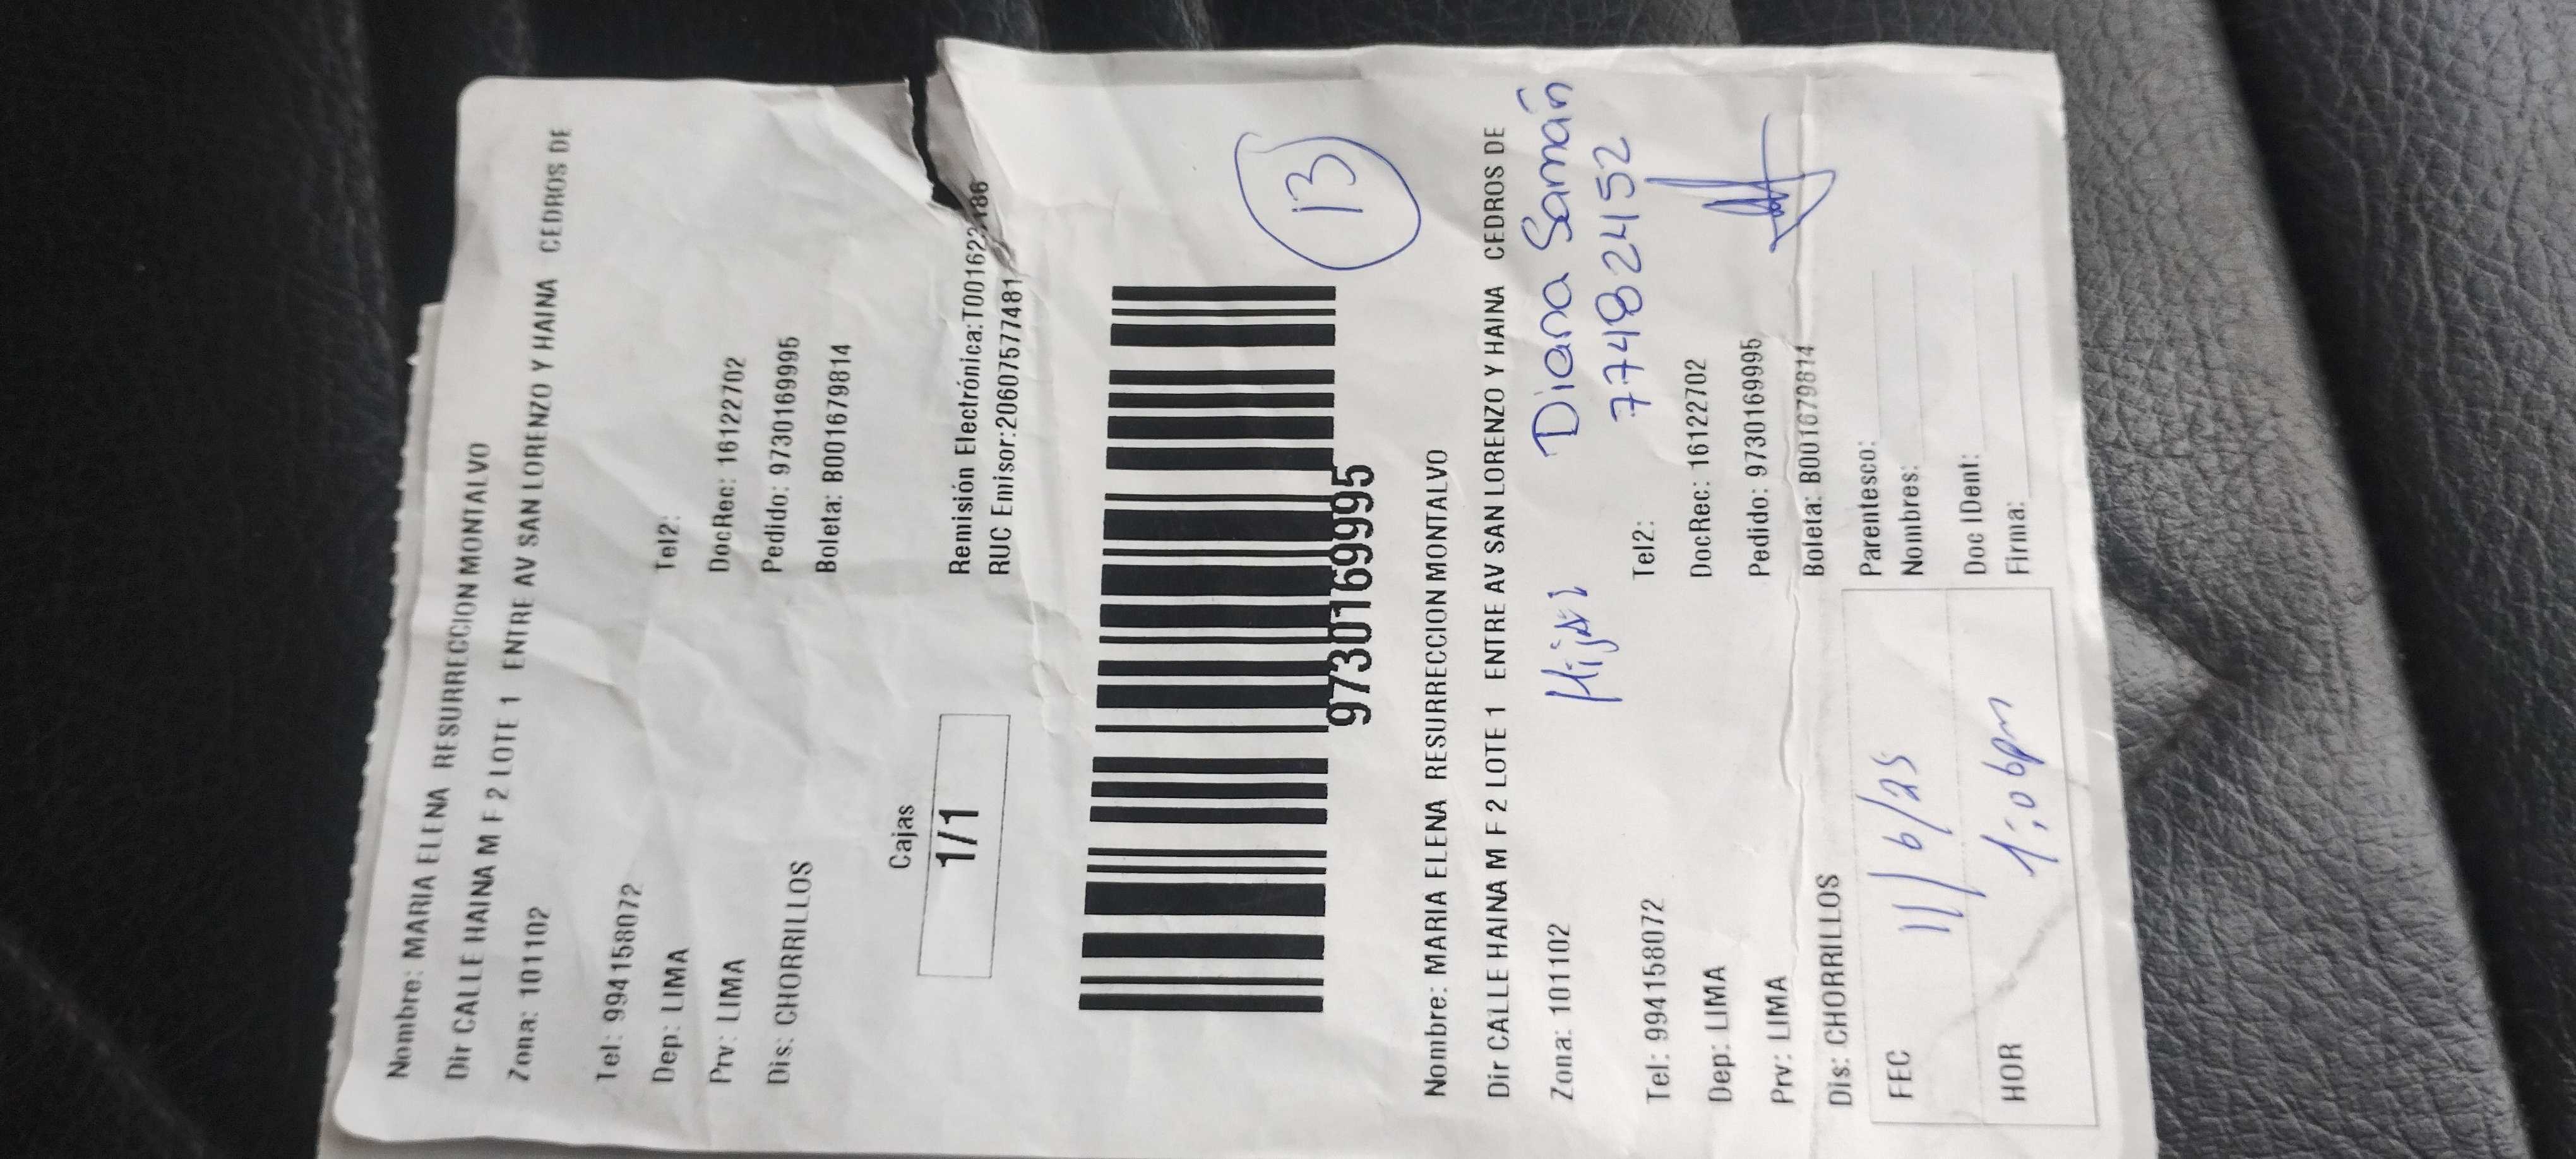 Nombre: MARIA ELENA RESURRECCION MONTALVO
Dir CALLE HAINA M F 2 LOTE 1 ENTRE AV SAN LORENZO Y HAINA CEDROS DE
Zona: 101102
Tel: 994158072
Tel2:
Dep: LIMA
DocRec: 16122702
Prv: LIMA
Pedido: 9730169995
Dis: CHORRILLOS
Boleta: B001679814
Cajas
1/1
Remisión Electrónica:T001622
RUC Emisor:20607577481
13
9730169995
Nombre: MARIA ELENA RESURRECCION MONTALVO
Dir CALLE HAINA M F 2 LOTE 1 ENTRE AV SAN LORENZO Y HAINA CEDROS DE
Zona: 101102
Diana Samán
77482452
Tel: 994158072
Tel2:
Dep: LIMA
DocRec: 16122702
Prv: LIMA
Pedido: 9730169995
Dis: CHORRILLOS
Boleta: B001679814
FEC 11/6/25
Parentesco:
Nombres:
HOR 1:06pm
Doc IDent:
Firma: